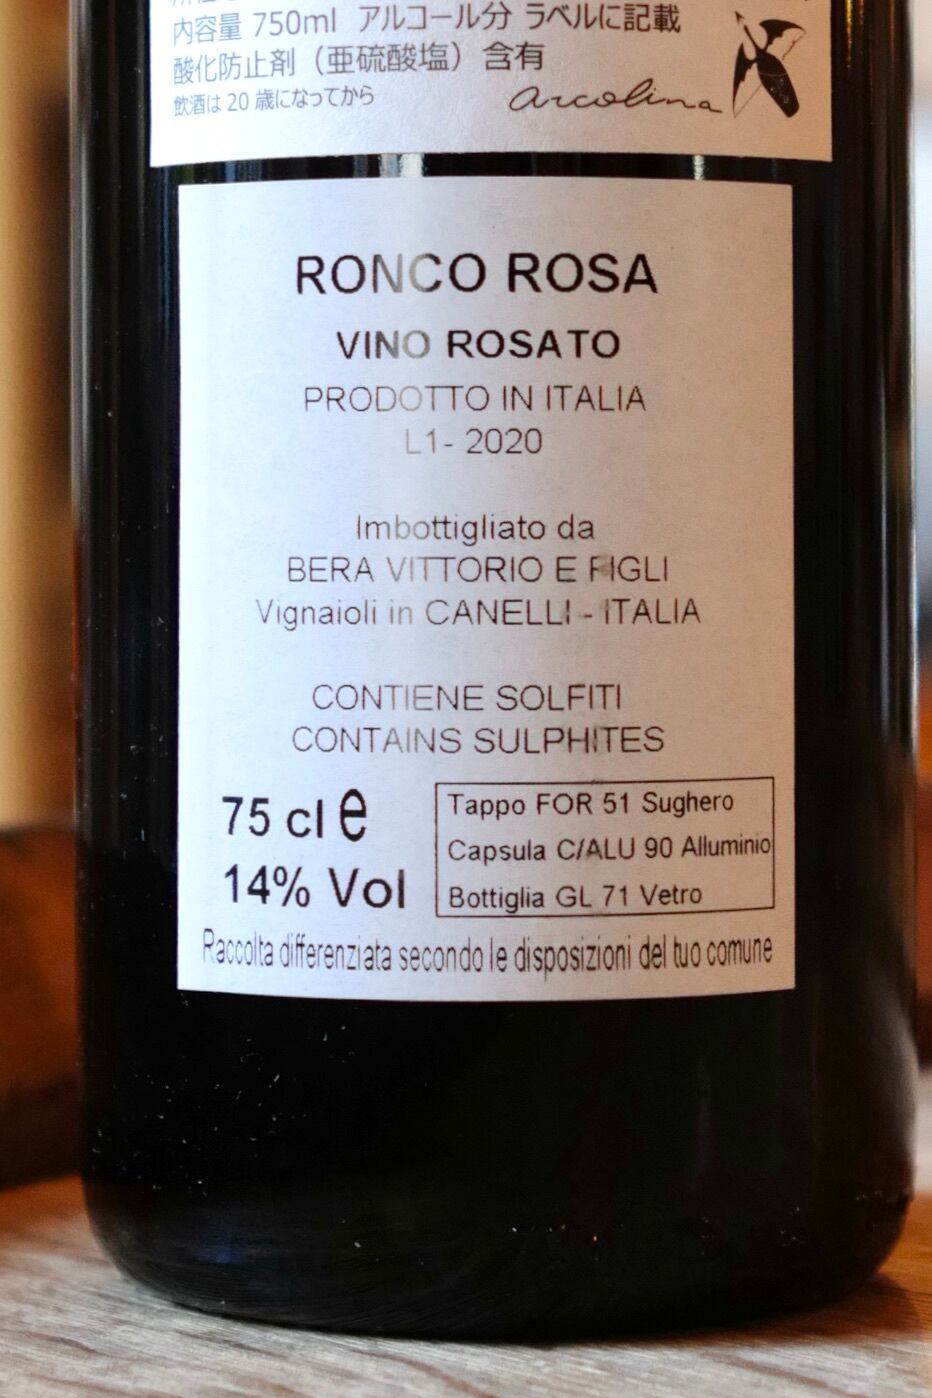 内容量 750ml アルコール分 ラベルに記載
酸化防止剤（亜硫酸塩）含有
飲酒は 20 歳になってから
arcolina
RONCO ROSA
VINO ROSATO
PRODOTTO IN ITALIA
L1- 2020
Imbottigliato da
BERA VITTORIO E FIGLI
Vignaioli in CANELLI - ITALIA
CONTIENE SOLFITI
CONTAINS SULPHITES
75 cl e
14% Vol
Tappo FOR 51 Sughero
Capsula C/ALU 90 Alluminio
Bottiglia GL 71 Vetro
Raccolta differenziata secondo le disposizioni del tuo comune